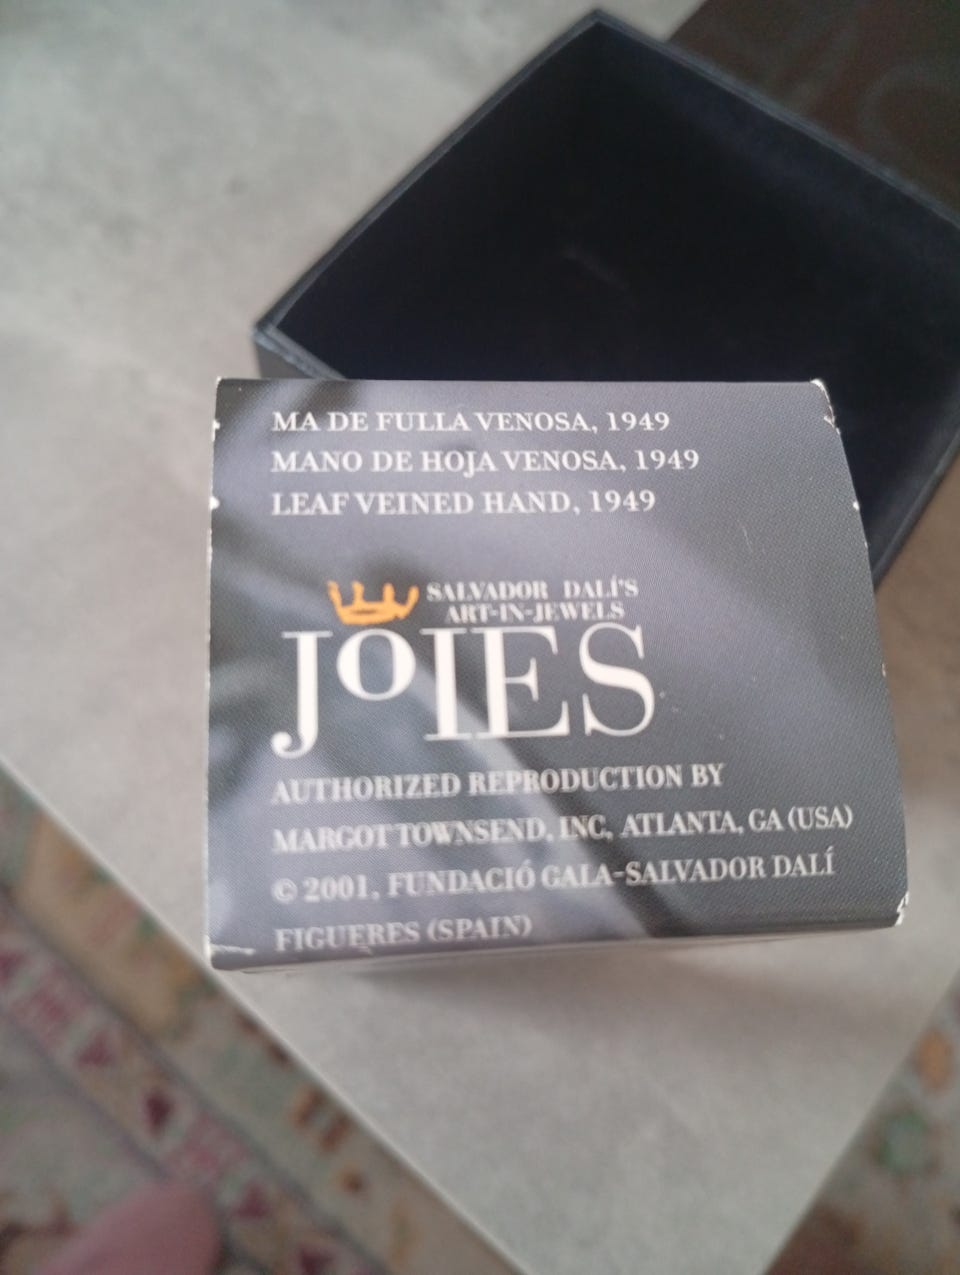 MA DE FULLA VENOSA, 1949
MANO DE HOJA VENOSA, 1949
LEAF VEINED HAND, 1949
SALVADOR DALÍ'S
ART-IN-JEWELS
JOIES
AUTHORIZED REPRODUCTION BY
MARGOT TOWNSEND, INC, ATLANTA, GA (USA)
© 2001, FUNDACIÓ GALA-SALVADOR DALÍ
FIGUERES (SPAIN)